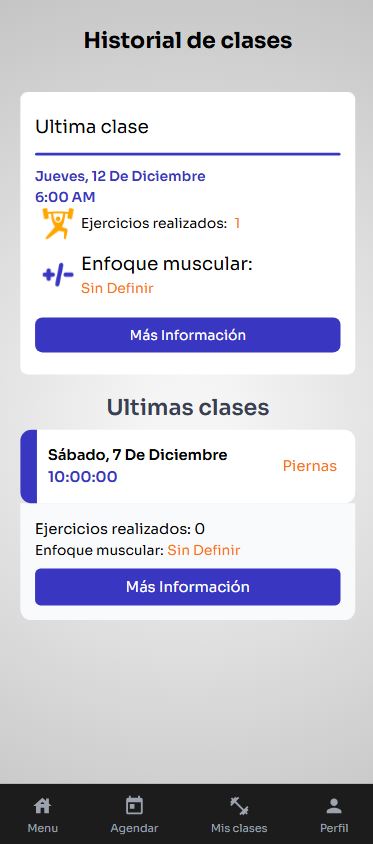 Historial de clases
Ultima clase
Jueves, 12 De Diciembre
6:00 AM
Ejercicios realizados: 1
+/-
Enfoque muscular:
Sin Definir
Más Información
Ultimas clases
Sábado, 7 De Diciembre
10:00:00
Piernas
Ejercicios realizados: 0
Enfoque muscular: Sin Definir
Más Información
Menu
Agendar
Mis clases
Perfil